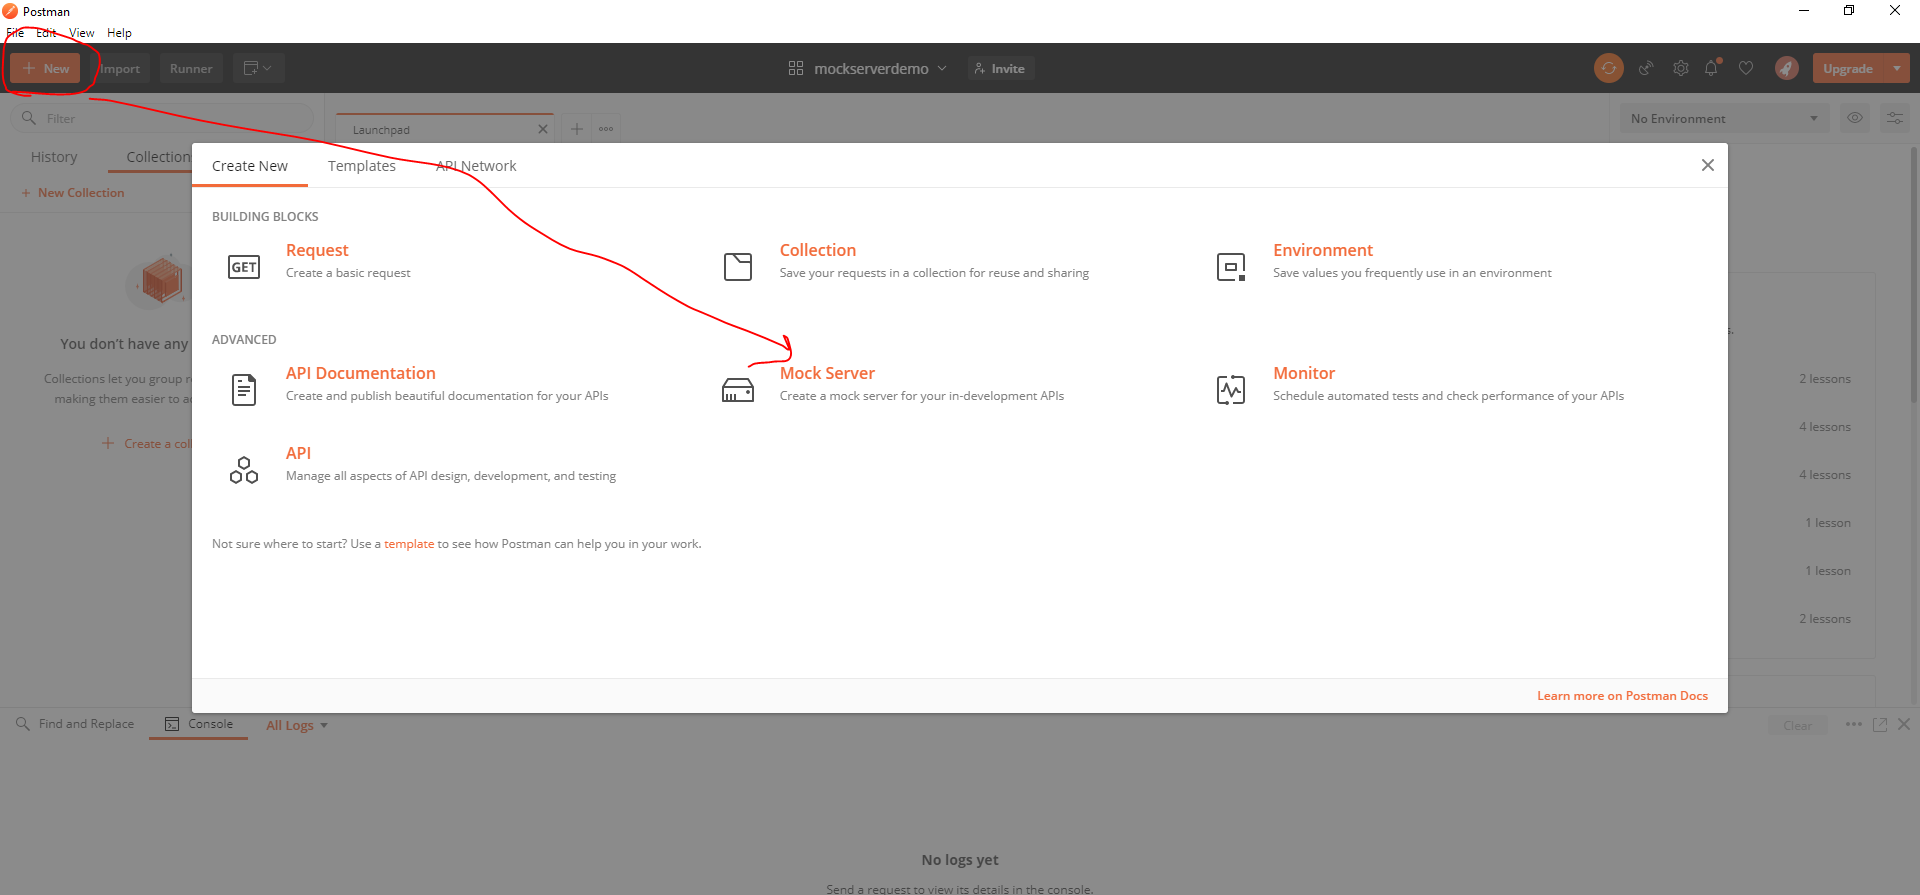 Postman
File Edit View Help
+ New Import Runner mockserverdemo Invite Upgrade
Filter
Launchpad
No Environment
History Collections
+ New Collection
Create New Templates API Network
BUILDING BLOCKS
GET
Request
Create a basic request
Collection
Save your requests in a collection for reuse and sharing
Environment
Save values you frequently use in an environment
ADVANCED
API Documentation
Create and publish beautiful documentation for your APIs
Mock Server
Create a mock server for your in-development APIs
Monitor
Schedule automated tests and check performance of your APIs
API
Manage all aspects of API design, development, and testing
Not sure where to start? Use a template to see how Postman can help you in your work.
Learn more on Postman Docs
You don't have any
Collections let you group
making them easier to
+ Create a
s.
2 lessons
4 lessons
4 lessons
1 lesson
1 lesson
2 lessons
Find and Replace Console All Logs Clear
No logs yet
Send a request to view its details in the console.